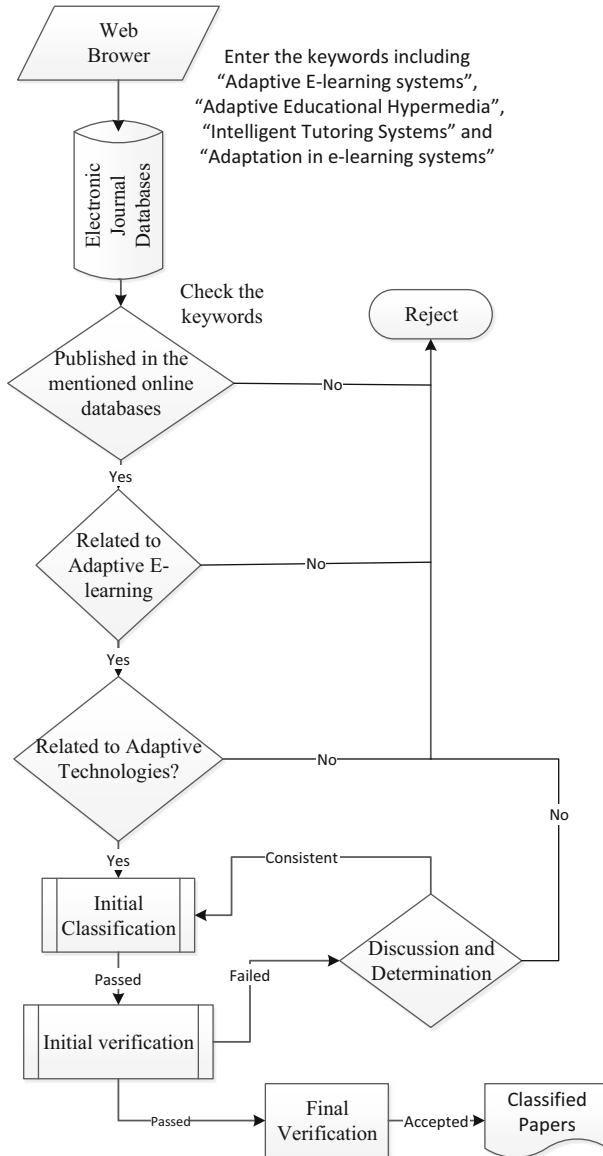 Web
Brower
Enter the keywords including
“Adaptive E-learning systems”,
“Adaptive Educational Hypermedia”,
“Intelligent Tutoring Systems” and
“Adaptation in e-learning systems”
Electronic
Journal
Databases
Check the
keywords
Reject
Published in the
mentioned online
databases
No
Yes
Related to
Adaptive E-
learning
No
Yes
Related to Adaptive
Technologies?
No
No
Yes
Consistent
Initial
Classification
Discussion and
Determination
Passed
Failed
Initial verification
Passed
Final
Verification
Accepted
Classified
Papers